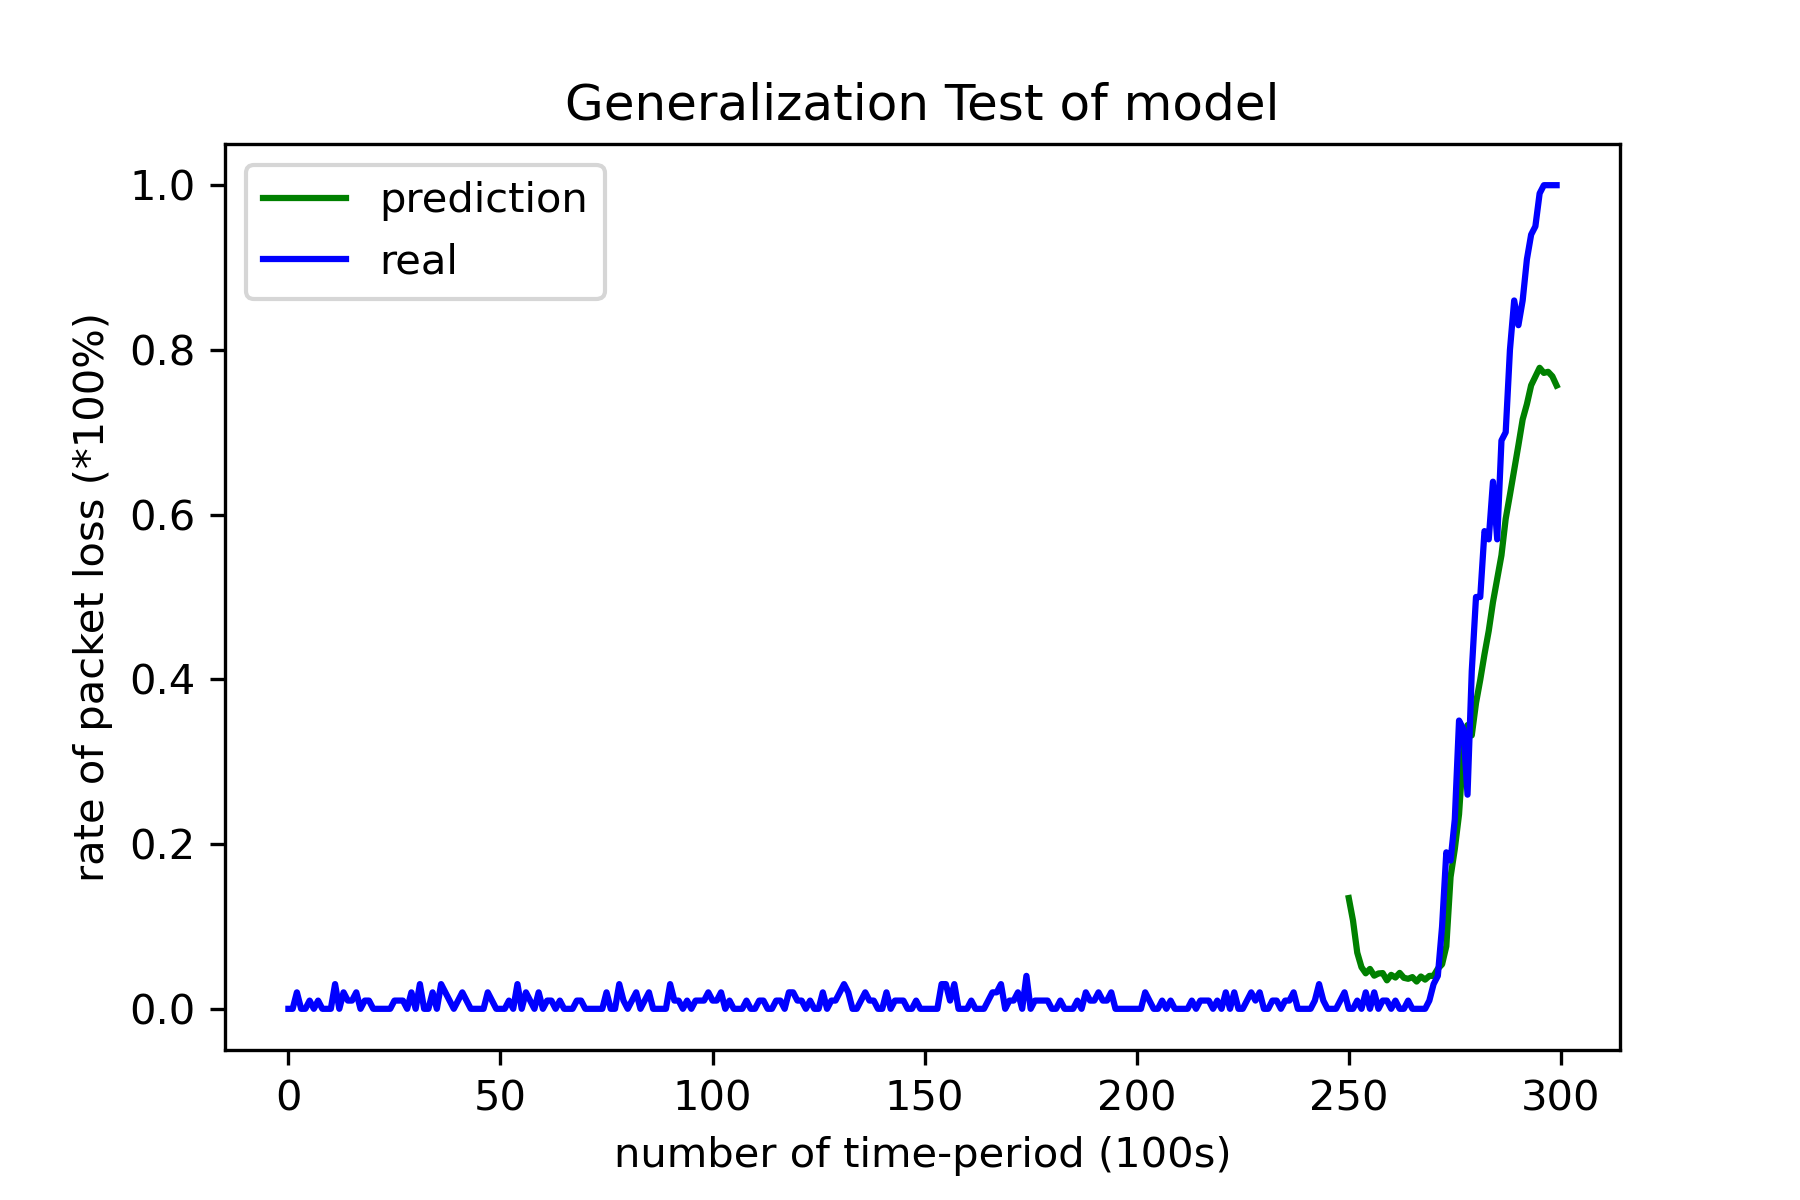 Generalization Test of model
prediction
real
1.0
0.8
0.6
0.4
0.2
0.0
rate of packet loss (*100%)
0 50 100 150 200 250 300
number of time-period (100s)